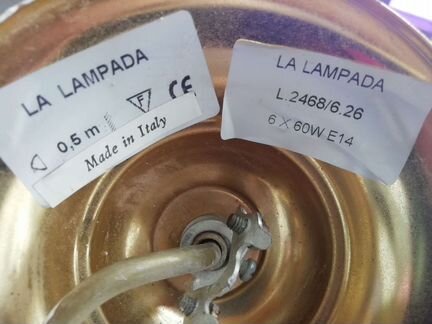 LA LAMPADA
0,5 m F CE
Made in Italy
LA LAMPADA
L.2468/6.26
6 X 60W E14